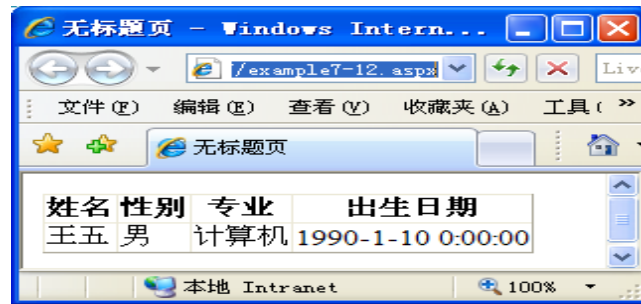 无标题页 - Windows Intern...
/example7-12.aspx Liv
文件(F) 编辑(E) 查看(V) 收藏夹(A) 工具( »
无标题页
姓名 性别 专业 出生日期
王五 男 计算机 1990-1-10 0:00:00
本地 Intranet 100%